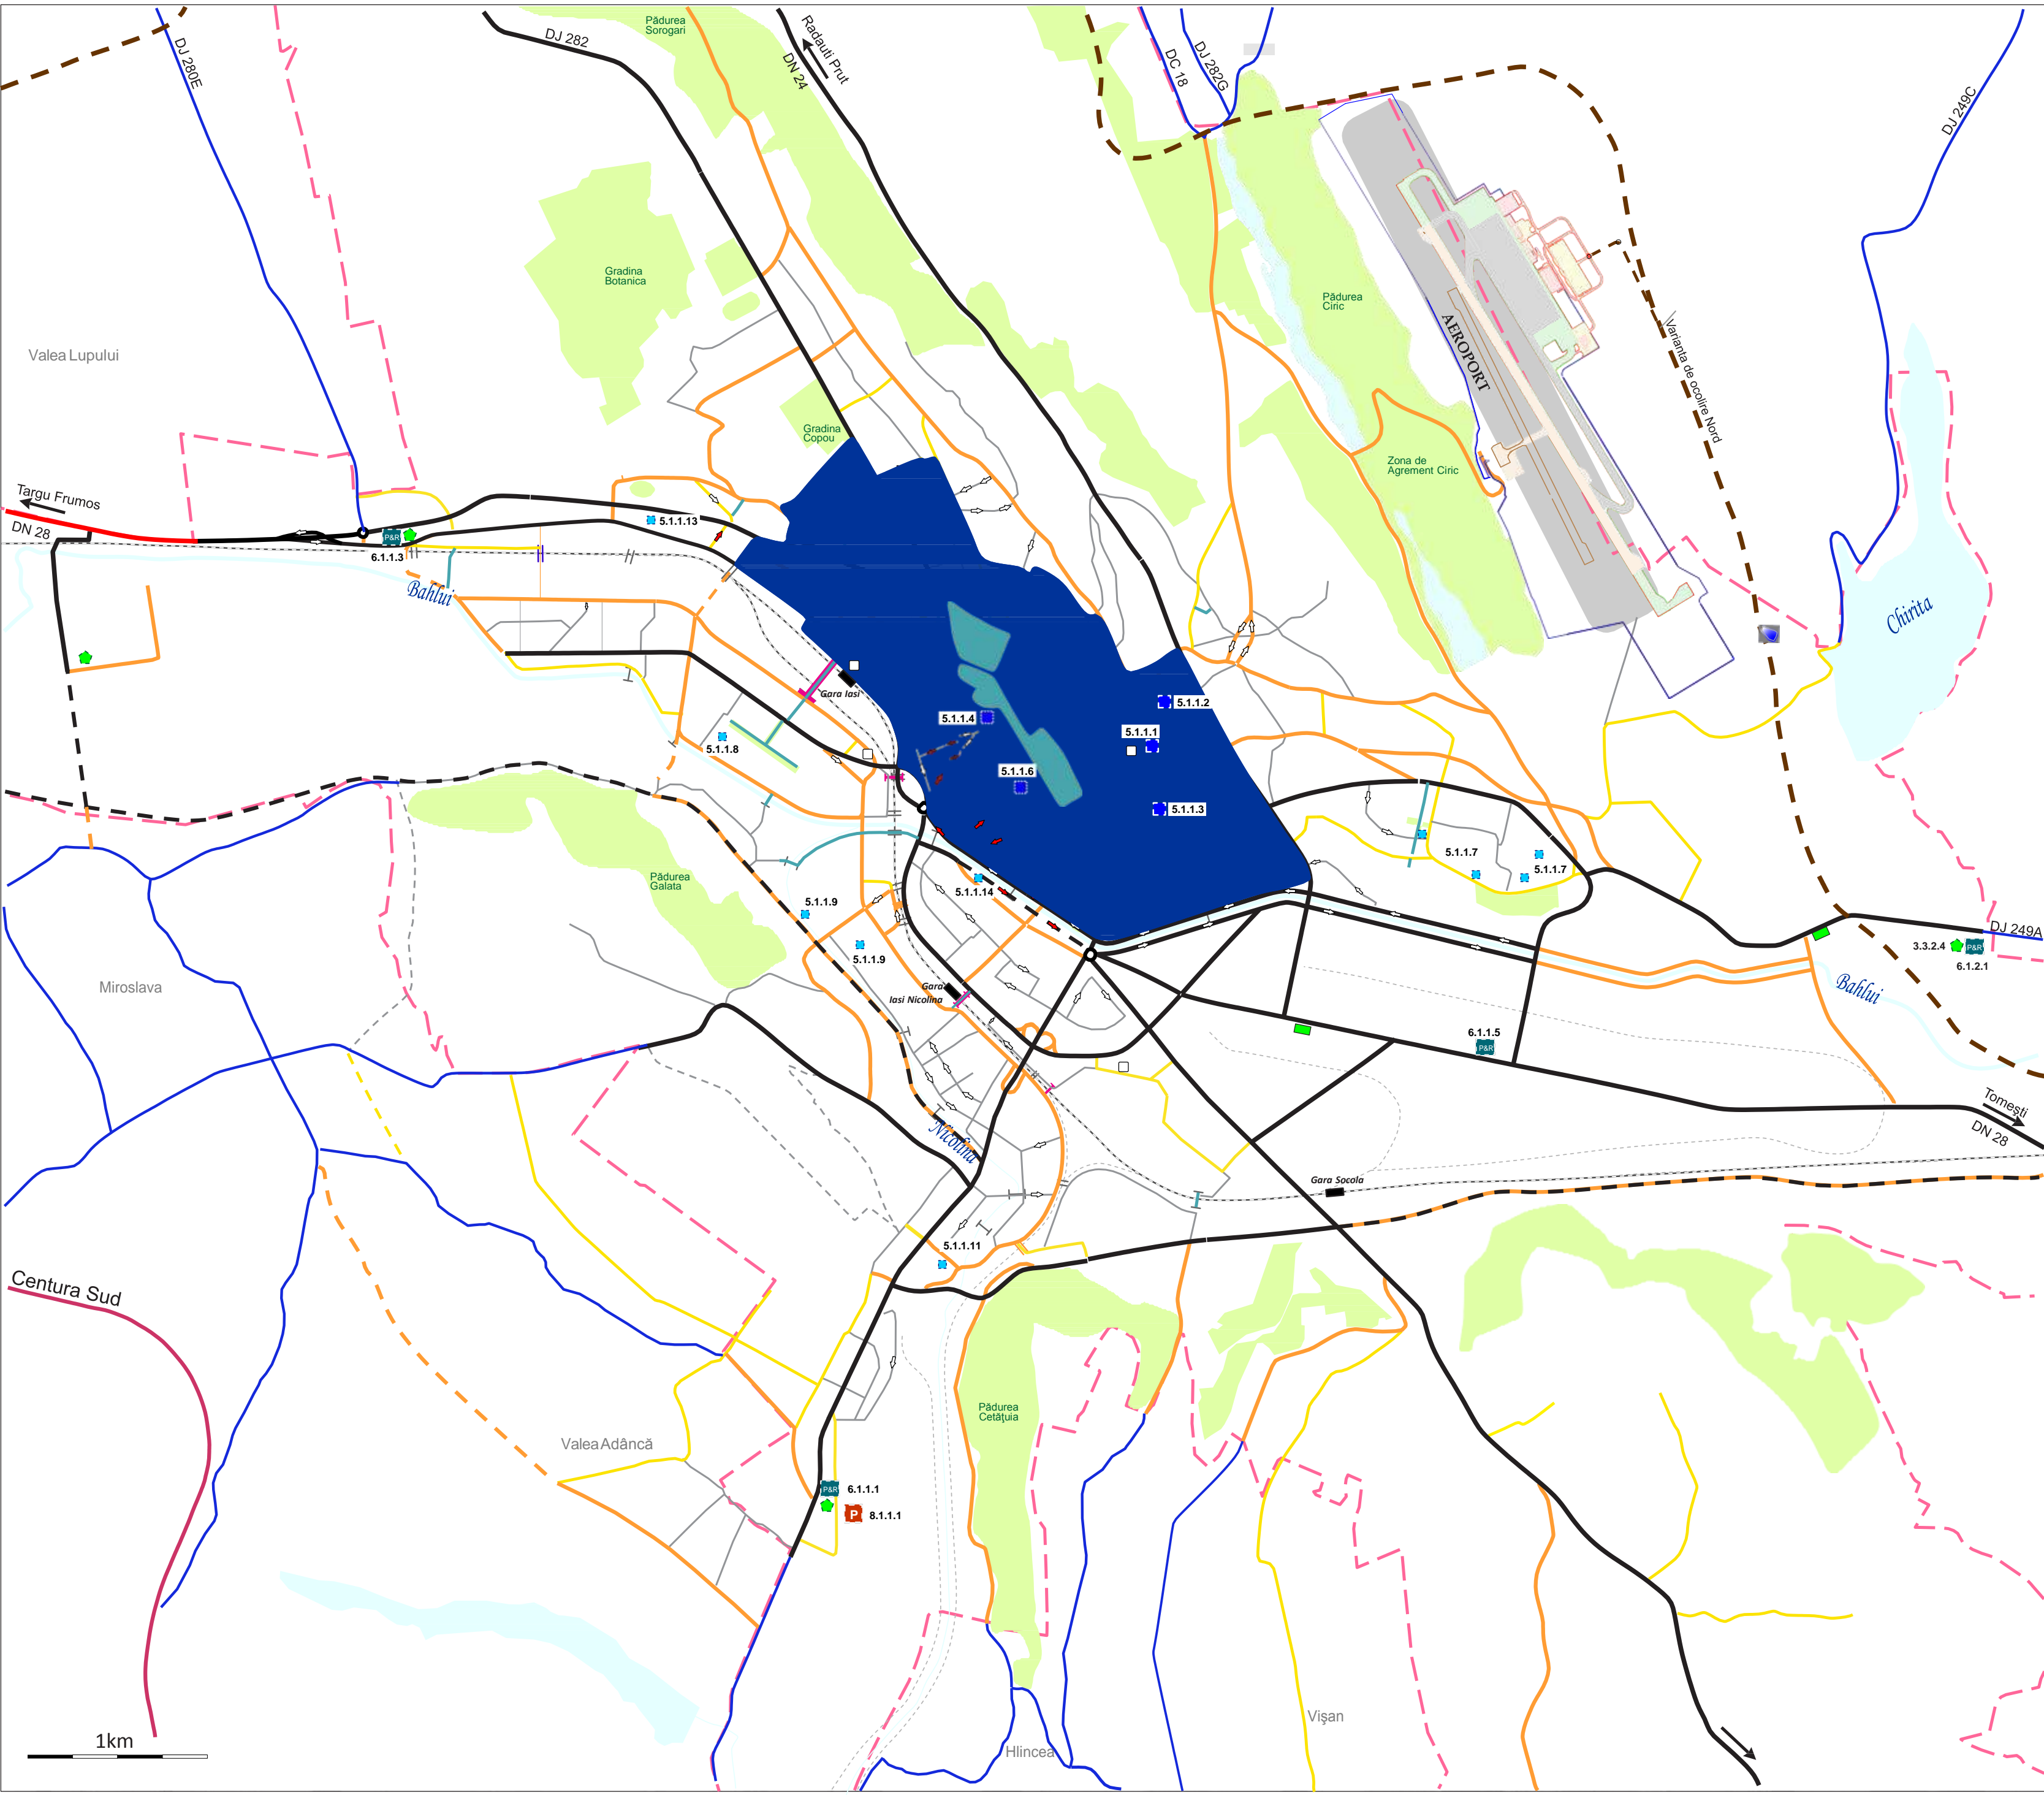 Pădurea
Sorogari
Radauti Prut
DJ 282
DN 24
DJ 280E
DC 18
DJ 282G
DJ 249C
Gradina
Botanica
Pădurea
Ciric
AEROPORT
Varianta de ocolire Nord
Valea Lupului
Gradina
Copou
Zona de
Agrement Ciric
Targu Frumos
DN 28
5.1.1.13
P&R
6.1.1.3
Bahlui
Chirita
Gara Iasi
5.1.1.2
5.1.1.4
5.1.1.1
5.1.1.8
5.1.1.6
5.1.1.3
5.1.1.7
5.1.1.7
Pădurea
Galata
5.1.1.14
5.1.1.9
5.1.1.9
DJ 249A
3.3.2.4
P&R
6.1.2.1
Miroslava
Gara
Iasi Nicolina
Bahlui
6.1.1.5
P&R
Tomeşti
DN 28
Nicolina
Gara Socola
5.1.1.11
Centura Sud
Pădurea
Cetăţuia
Valea Adâncă
P&R
6.1.1.1
P
8.1.1.1
Vişan
1km
Hlincea